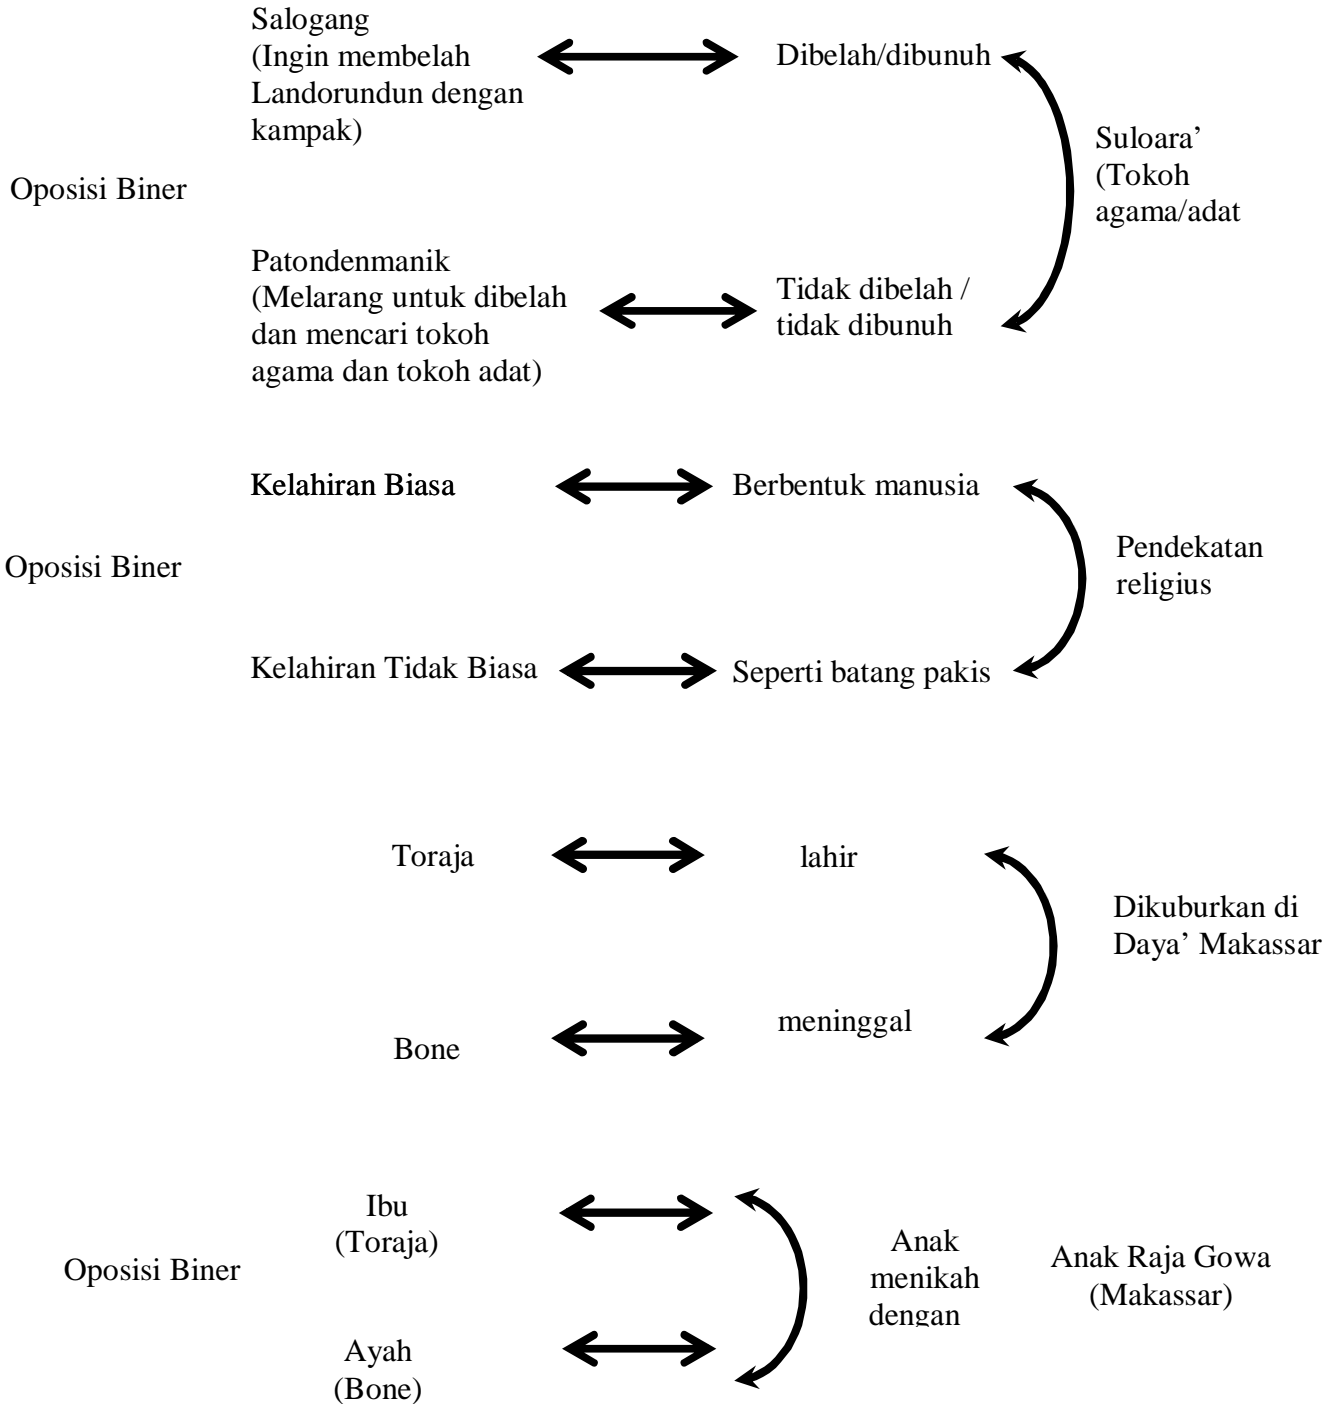 Salogang
(Ingin membelah
Landorundun dengan
kampak)
Dibelah/dibunuh
Suloara’
(Tokoh
agama/adat
Oposisi Biner
Patondenmanik
(Melarang untuk dibelah
dan mencari tokoh
agama dan tokoh adat)
Tidak dibelah /
tidak dibunuh
Kelahiran Biasa
Berbentuk manusia
Oposisi Biner
Pendekatan
religius
Kelahiran Tidak Biasa
Seperti batang pakis
Toraja
lahir
Dikuburkan di
Daya’ Makassar
Bone
meninggal
Ibu
(Toraja)
Oposisi Biner
Anak
menikah
dengan
Anak Raja Gowa
(Makassar)
Ayah
(Bone)